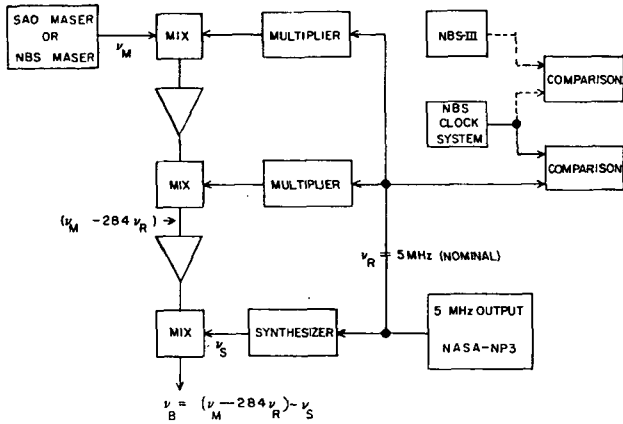 SAO MASER
OR
NBS MASER
ν_M
MIX
MULTIPLIER
NBS-III
COMPARISON
NBS
CLOCK
SYSTEM
COMPARISON
MIX
MULTIPLIER
(ν_M - 284 ν_R) →
ν_R = 5 MHz (NOMINAL)
MIX
ν_S
SYNTHESIZER
5 MHz OUTPUT
NASA-NP3
ν_B = (ν_M - 284 ν_R) - ν_S